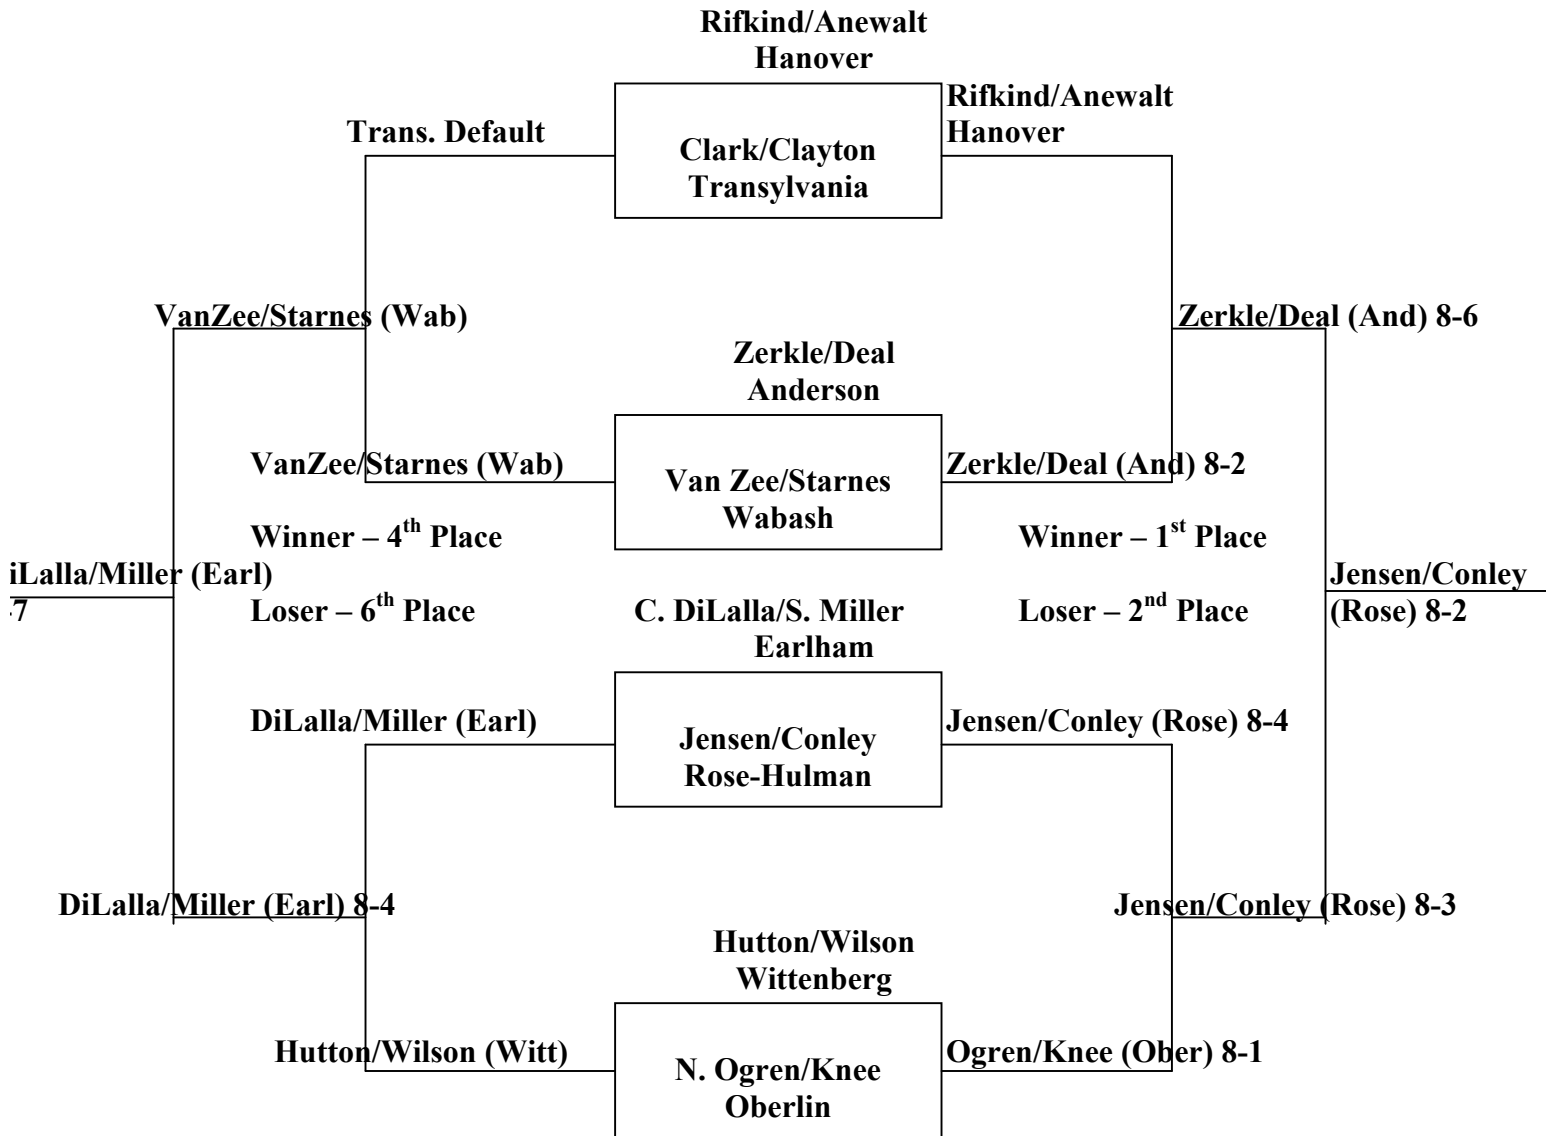 Rifkind/Anewalt
Hanover
Rifkind/Anewalt
Hanover
Trans. Default
Clark/Clayton
Transylvania
VanZee/Starnes (Wab)
Zerkle/Deal (And) 8-6
Zerkle/Deal
Anderson
VanZee/Starnes (Wab)
Van Zee/Starnes
Wabash
Zerkle/Deal (And) 8-2
Winner – 4th Place
Winner – 1st Place
iLalla/Miller (Earl)
Jensen/Conley
-7
Loser – 6th Place
C. DiLalla/S. Miller
Earlham
Loser – 2nd Place
(Rose) 8-2
DiLalla/Miller (Earl)
Jensen/Conley
Rose-Hulman
Jensen/Conley (Rose) 8-4
DiLalla/Miller (Earl) 8-4
Jensen/Conley (Rose) 8-3
Hutton/Wilson
Wittenberg
Hutton/Wilson (Witt)
N. Ogren/Knee
Oberlin
Ogren/Knee (Ober) 8-1